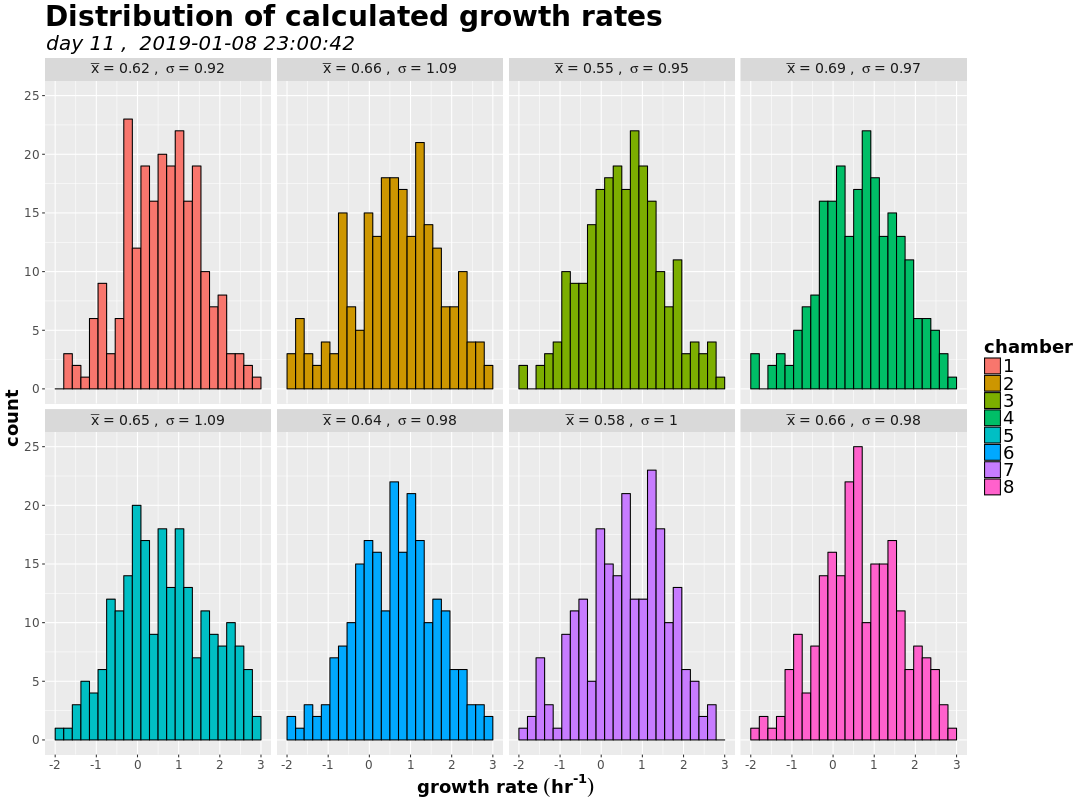 Distribution of calculated growth rates
day 11 ,  2019-01-08 23:00:42
x̅ = 0.62 ,  σ = 0.92
x̅ = 0.66 ,  σ = 1.09
x̅ = 0.55 ,  σ = 0.95
x̅ = 0.69 ,  σ = 0.97
25
20
15
10
5
0
x̅ = 0.65 ,  σ = 1.09
x̅ = 0.64 ,  σ = 0.98
x̅ = 0.58 ,  σ = 1
x̅ = 0.66 ,  σ = 0.98
25
20
15
10
5
0
count
-2 -1 0 1 2 3
-2 -1 0 1 2 3
-2 -1 0 1 2 3
-2 -1 0 1 2 3
growth rate (hr⁻¹)
chamber
1
2
3
4
5
6
7
8